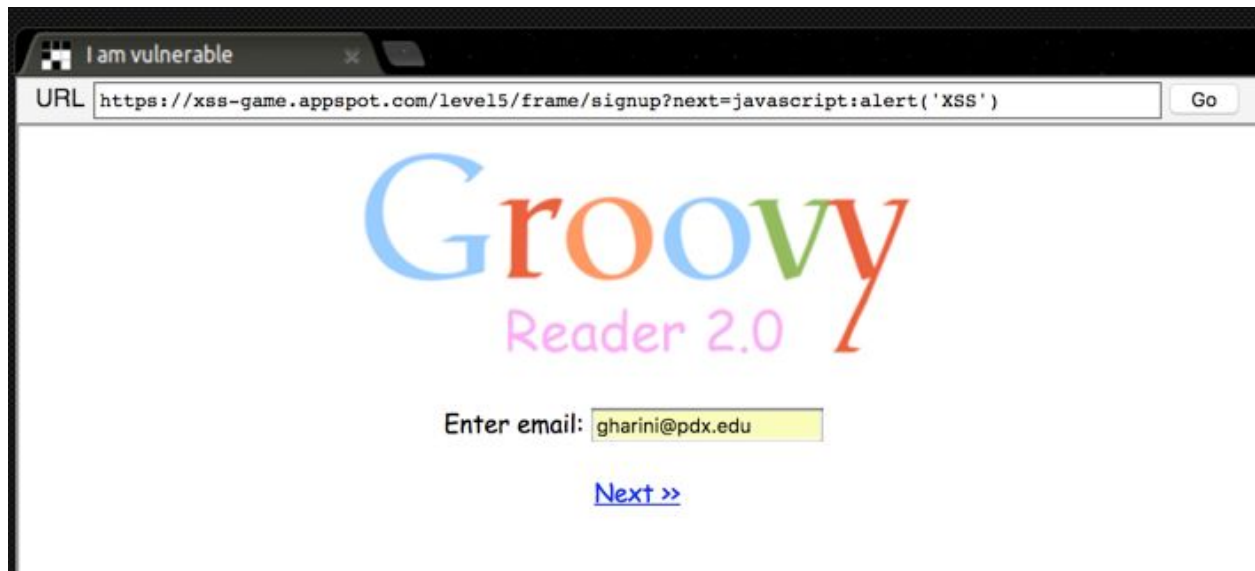 I am vulnerable
URL https://xss-game.appspot.com/level5/frame/signup?next=javascript:alert('XSS') Go
Groovy
Reader 2.0
Enter email: gharini@pdx.edu
Next >>